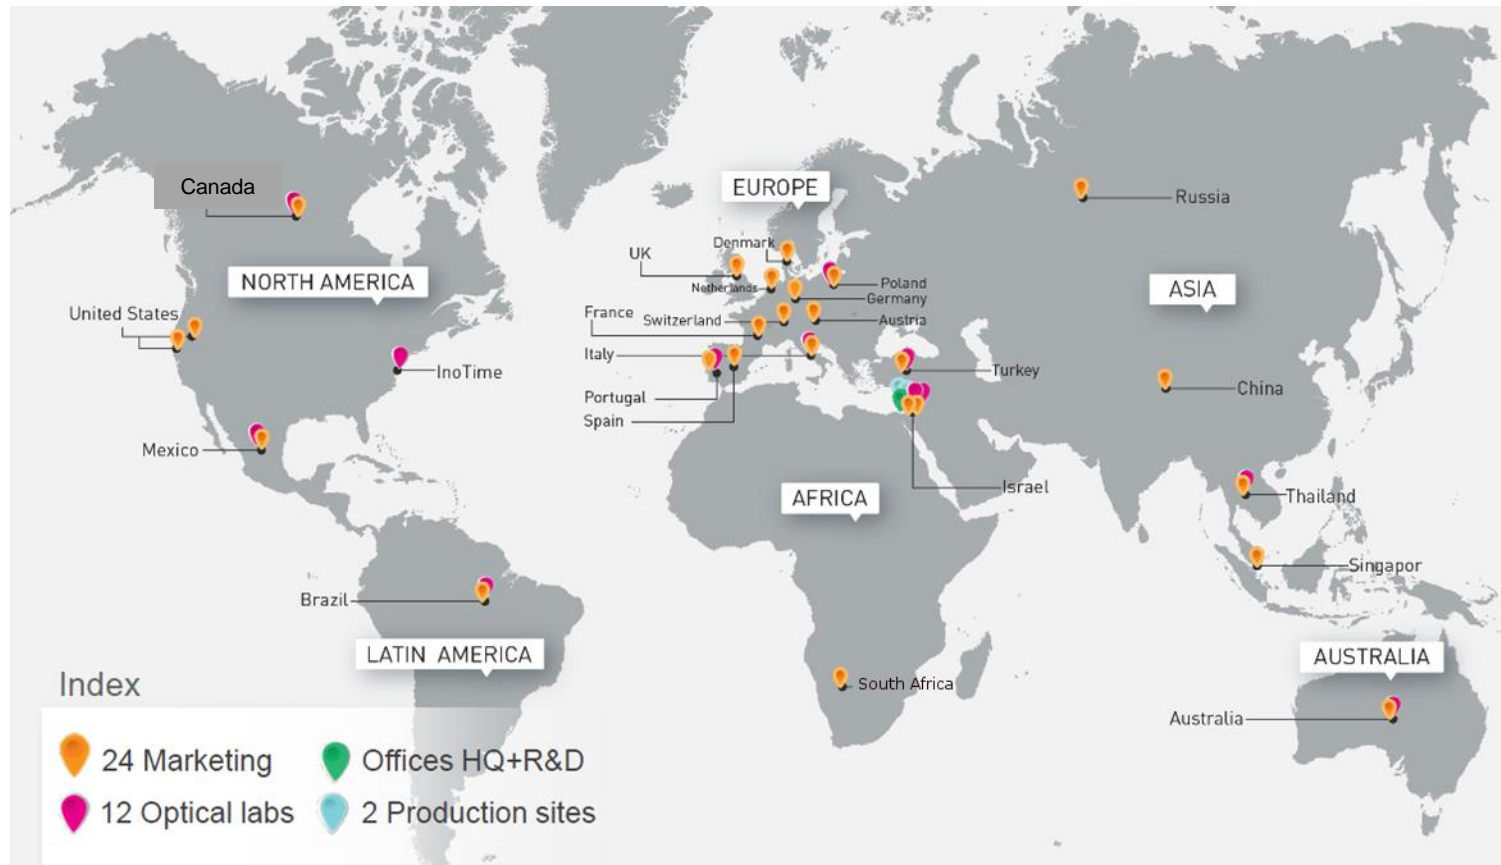 Canada
NORTH AMERICA
United States
InoTime
Mexico
Brazil
LATIN AMERICA
EUROPE
UK
Denmark
Netherlands
Poland
Germany
France
Switzerland
Austria
Italy
Portugal
Spain
Turkey
Israel
AFRICA
South Africa
Russia
ASIA
China
Thailand
Singapor
AUSTRALIA
Australia
Index
24 Marketing
Offices HQ+R&D
12 Optical labs
2 Production sites